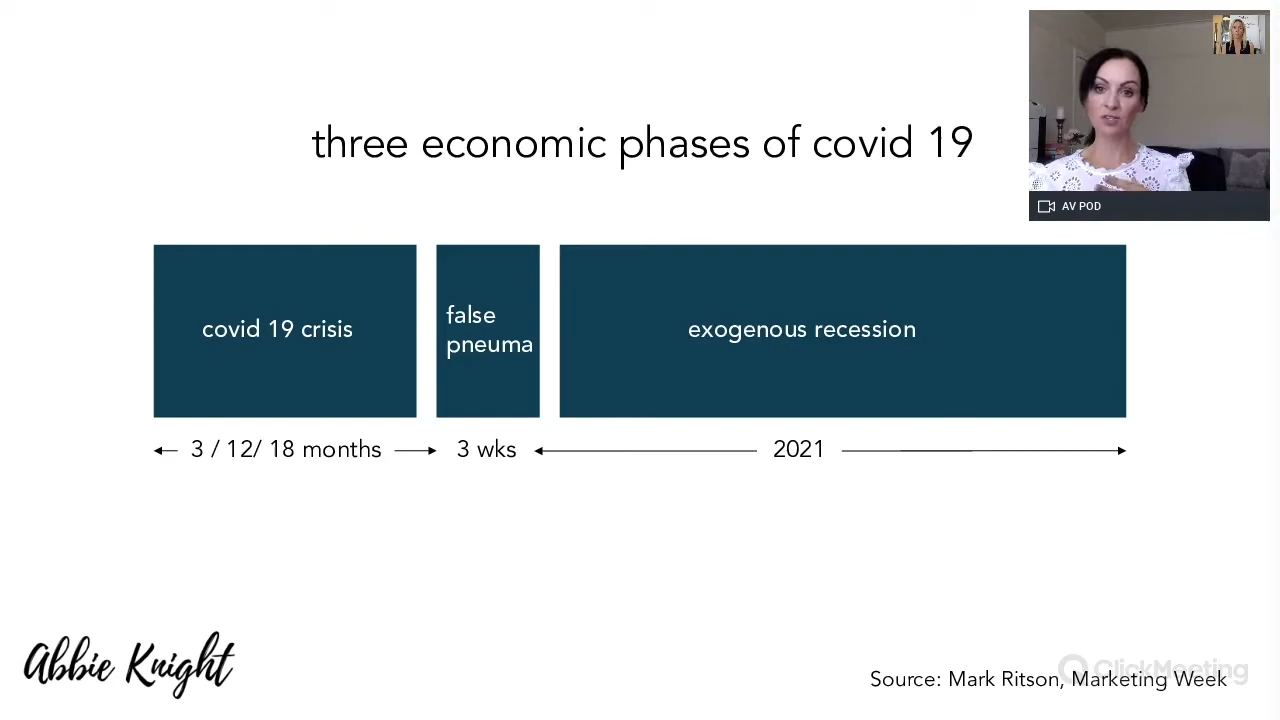 three economic phases of covid 19
AV POD
covid 19 crisis
false
pneuma
exogenous recession
3 / 12/ 18 months
3 wks
2021
Abbie Knight
ClickMeeting
Source: Mark Ritson, Marketing Week